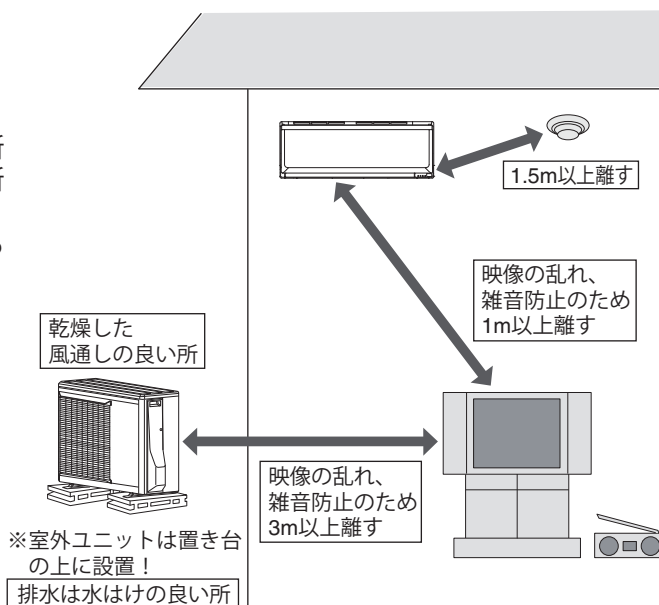 所
所
1.5m以上離す
映像の乱れ、
雑音防止のため
1m以上離す
乾燥した
風通しの良い所
映像の乱れ、
雑音防止のため
3m以上離す
※室外ユニットは置き台
の上に設置！
排水は水はけの良い所